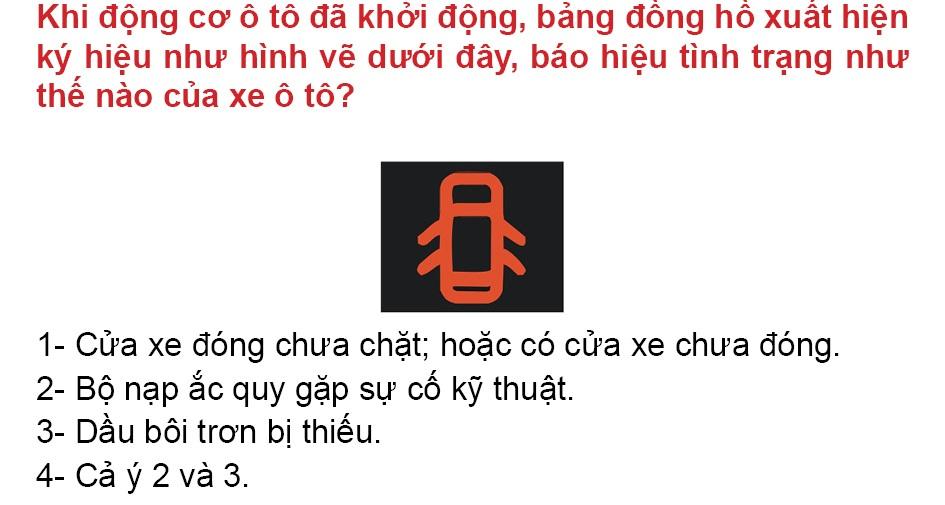 Khi động cơ ô tô đã khởi động, bảng đồng hồ xuất hiện
ký hiệu như hình vẽ dưới đây, báo hiệu tình trạng như
thế nào của xe ô tô?
1- Cửa xe đóng chưa chặt; hoặc có cửa xe chưa đóng.
2- Bộ nạp ắc quy gặp sự cố kỹ thuật.
3- Dầu bôi trơn bị thiếu.
4- Cả ý 2 và 3.